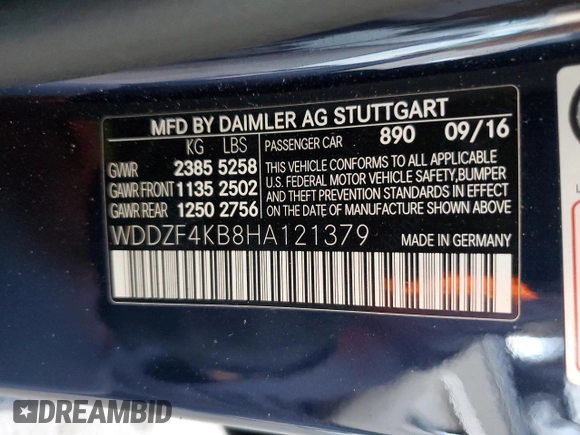 MFD BY DAIMLER AG STUTTGART
KG LBS PASSENGER CAR 890 09/16
GVWR 2385 5258
GAWR FRONT 1135 2502
GAWR REAR 1250 2756
THIS VEHICLE CONFORMS TO ALL APPLICABLE
U.S. FEDERAL MOTOR VEHICLE SAFETY, BUMPER
AND THEFT PREVENTION STANDARDS IN EFFECT
ON THE DATE OF MANUFACTURE SHOWN ABOVE
WDDZF4KB8HA121379 MADE IN GERMANY
DREAMBID